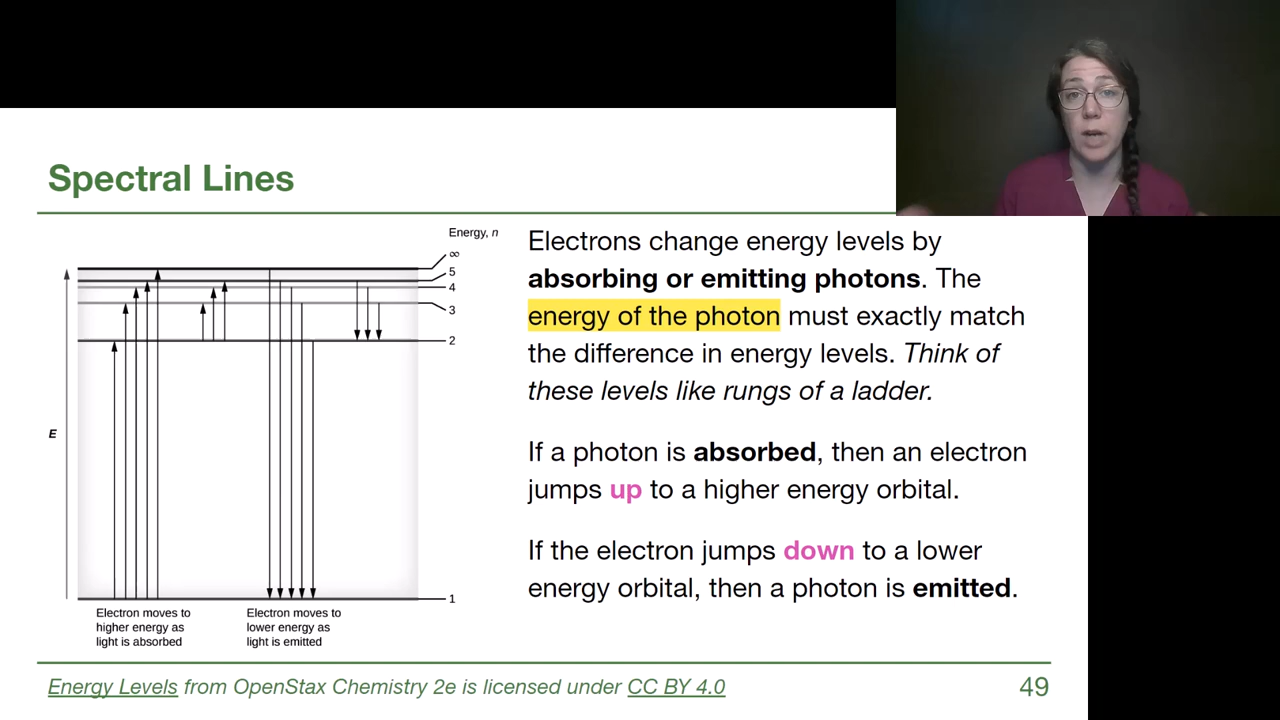 Spectral Lines
Energy, n
∞
5
4
3
2
E
1
Electron moves to
higher energy as
light is absorbed
Electron moves to
lower energy as
light is emitted
Electrons change energy levels by
absorbing or emitting photons. The
energy of the photon must exactly match
the difference in energy levels. Think of
these levels like rungs of a ladder.
If a photon is absorbed, then an electron
jumps up to a higher energy orbital.
If the electron jumps down to a lower
energy orbital, then a photon is emitted.
Energy Levels from OpenStax Chemistry 2e is licensed under CC BY 4.0
49